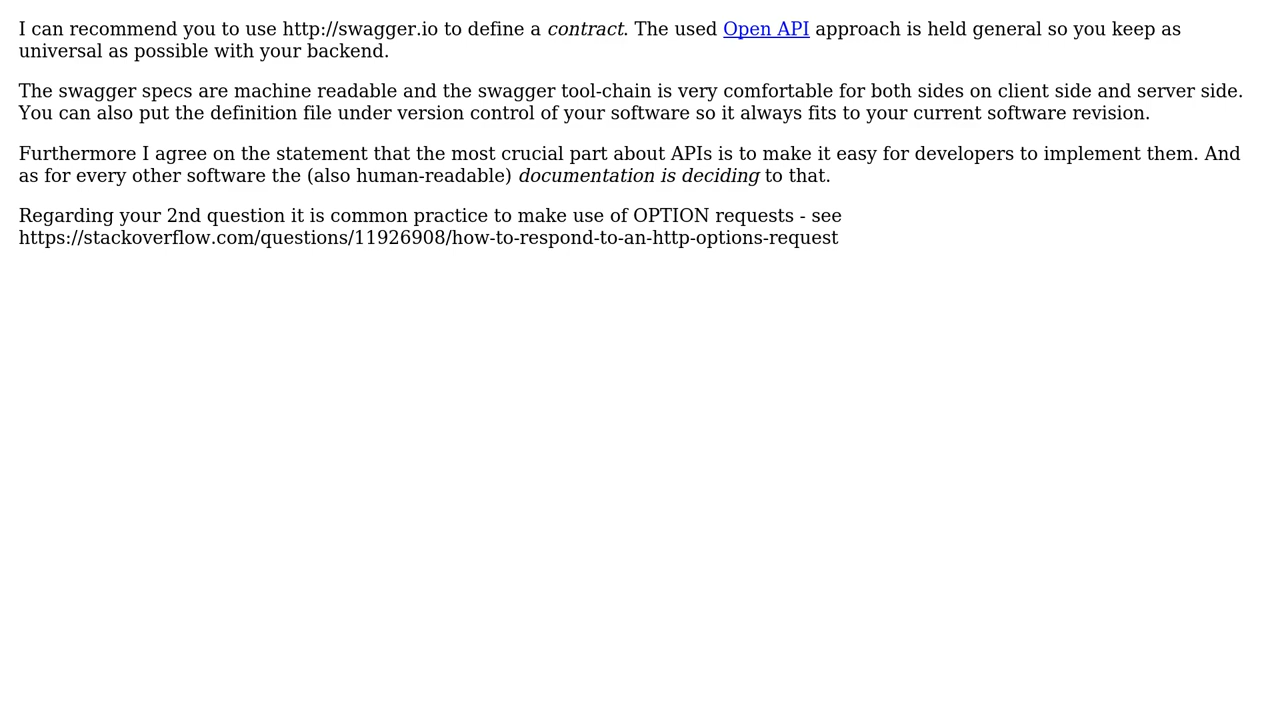 I can recommend you to use http://swagger.io to define a contract. The used Open API approach is held general so you keep as
universal as possible with your backend.
The swagger specs are machine readable and the swagger tool-chain is very comfortable for both sides on client side and server side.
You can also put the definition file under version control of your software so it always fits to your current software revision.
Furthermore I agree on the statement that the most crucial part about APIs is to make it easy for developers to implement them. And
as for every other software the (also human-readable) documentation is deciding to that.
Regarding your 2nd question it is common practice to make use of OPTION requests - see
https://stackoverflow.com/questions/11926908/how-to-respond-to-an-http-options-request